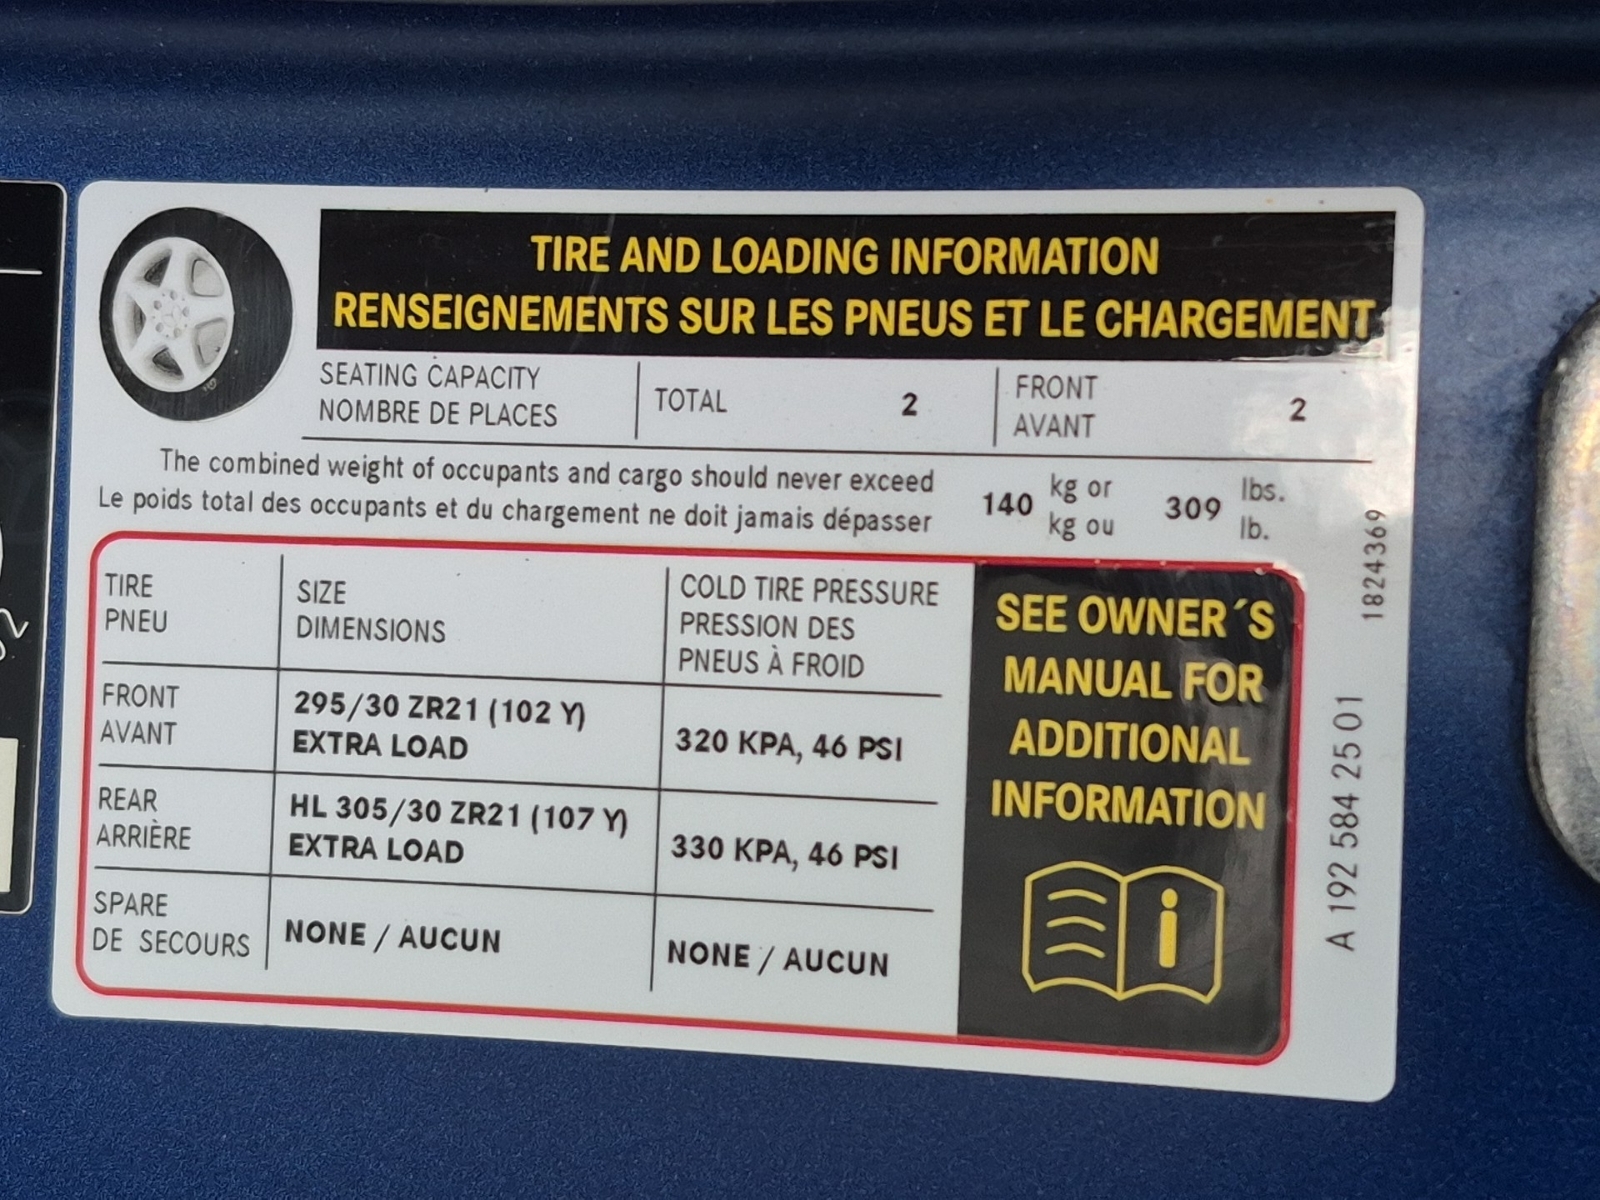 TIRE AND LOADING INFORMATION
RENSEIGNEMENTS SUR LES PNEUS ET LE CHARGEMENT
SEATING CAPACITY
NOMBRE DE PLACES
TOTAL 2
FRONT
AVANT
2
The combined weight of occupants and cargo should never exceed
Le poids total des occupants et du chargement ne doit jamais dépasser
140
kg or
kg ou
309
lbs.
lb.
TIRE
PNEU
SIZE
DIMENSIONS
COLD TIRE PRESSURE
PRESSION DES
PNEUS À FROID
FRONT
AVANT
295/30 ZR21 (102 Y)
EXTRA LOAD
320 KPA, 46 PSI
REAR
ARRIÈRE
HL 305/30 ZR21 (107 Y)
EXTRA LOAD
330 KPA, 46 PSI
SPARE
DE SECOURS
NONE / AUCUN
NONE / AUCUN
SEE OWNER´S
MANUAL FOR
ADDITIONAL
INFORMATION
i
A 192 584 25 01
1824369